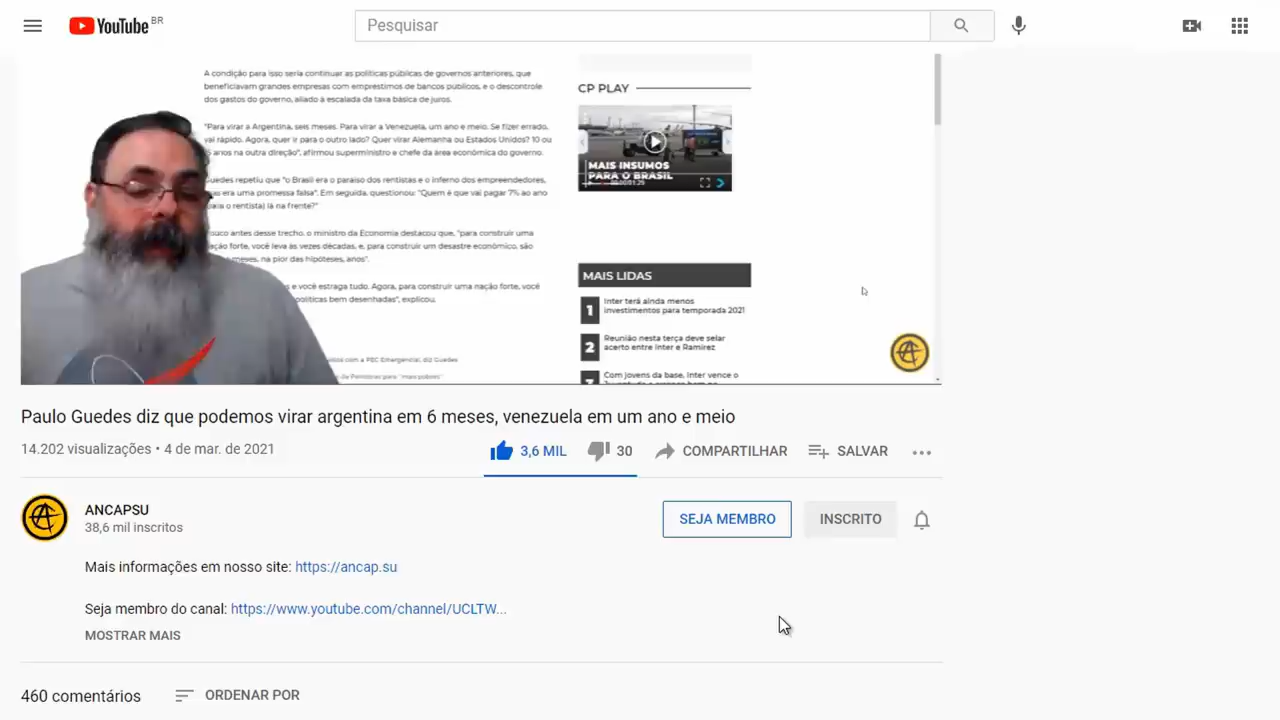 YouTube BR
Pesquisar
A condição para isso seria continuar as políticas públicas de governos anteriores, que
beneficiavam grandes empresas com empréstimos de bancos públicos, e o descontrole
dos gastos do governo, aliado à escalada da taxa básica de juros.
"Para virar a Argentina, seis meses. Para virar a Venezuela, um ano e meio. Se fizer errado,
vai rápido. Agora, quer ir para o outro lado? Quer virar Alemanha ou Estados Unidos? 10 ou
anos na outra direção", afirmou superministro e chefe da área econômica do governo.
Guedes repetiu que "o Brasil era o paraíso dos rentistas e o inferno dos empreendedores,
era uma promessa falsa". Em seguida, questionou: "Quem é que vai pagar 7% ao ano
o rentista) lá na frente?"
Pouco antes desse trecho, o ministro da Economia destacou que, "para construir uma
nação forte, você leva às vezes décadas, e, para construir um desastre econômico, são
meses, na pior das hipóteses, anos".
e você estraga tudo. Agora, para construir uma nação forte, você
políticas bem desenhadas", explicou.
com a PEC Emergencial, diz Guedes
para "mais pobres"
CP PLAY
MAIS INSUMOS
PARA O BRASIL
MAIS LIDAS
1 Inter terá ainda menos
investimentos para temporada 2021
2 Reunião nesta terça deve selar
acerto entre Inter e Ramirez
Com jovens da base, Inter vence o
Paulo Guedes diz que podemos virar argentina em 6 meses, venezuela em um ano e meio
14.202 visualizações • 4 de mar. de 2021
3,6 MIL
30
COMPARTILHAR
SALVAR
ANCAPSU
38,6 mil inscritos
SEJA MEMBRO
INSCRITO
Mais informações em nosso site: https://ancap.su
Seja membro do canal: https://www.youtube.com/channel/UCLTW...
MOSTRAR MAIS
460 comentários
ORDENAR POR